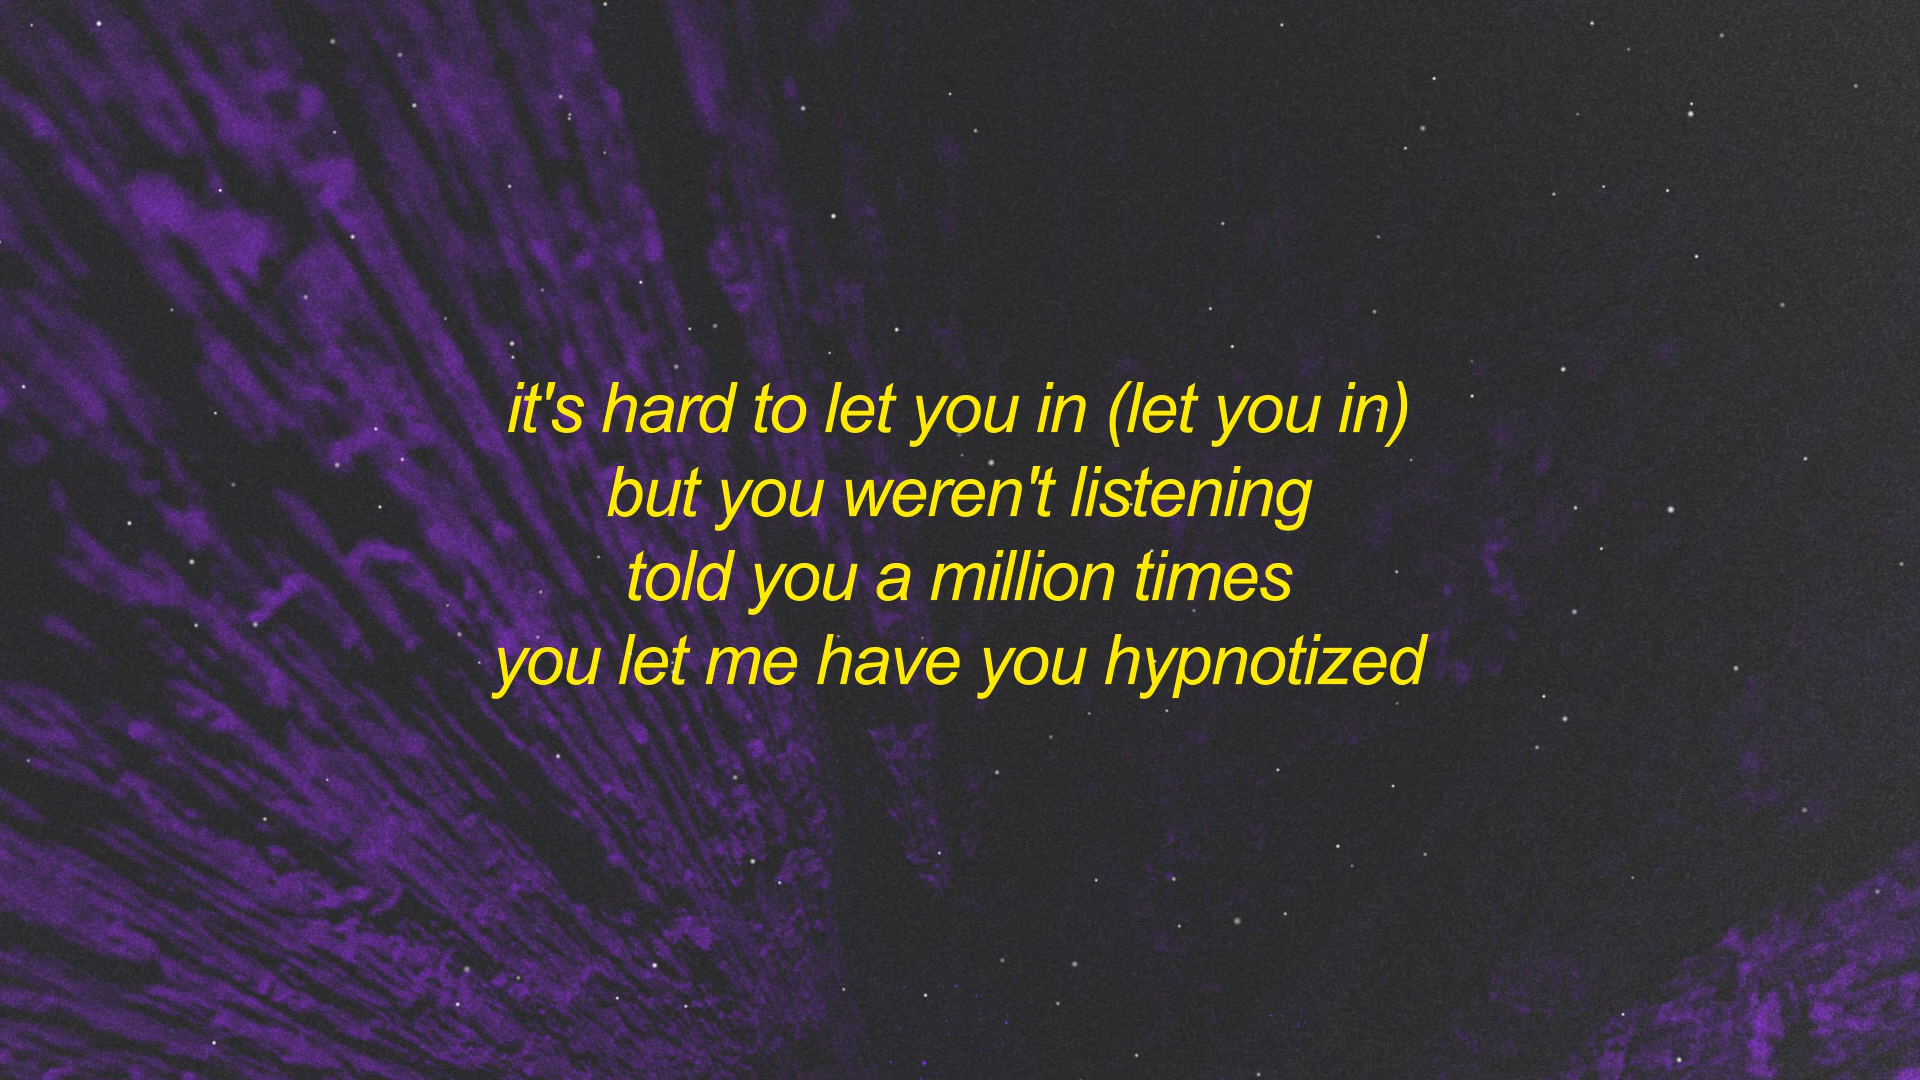 it's hard to let you in (let you in)
but you weren't listening
told you a million times
you let me have you hypnotized